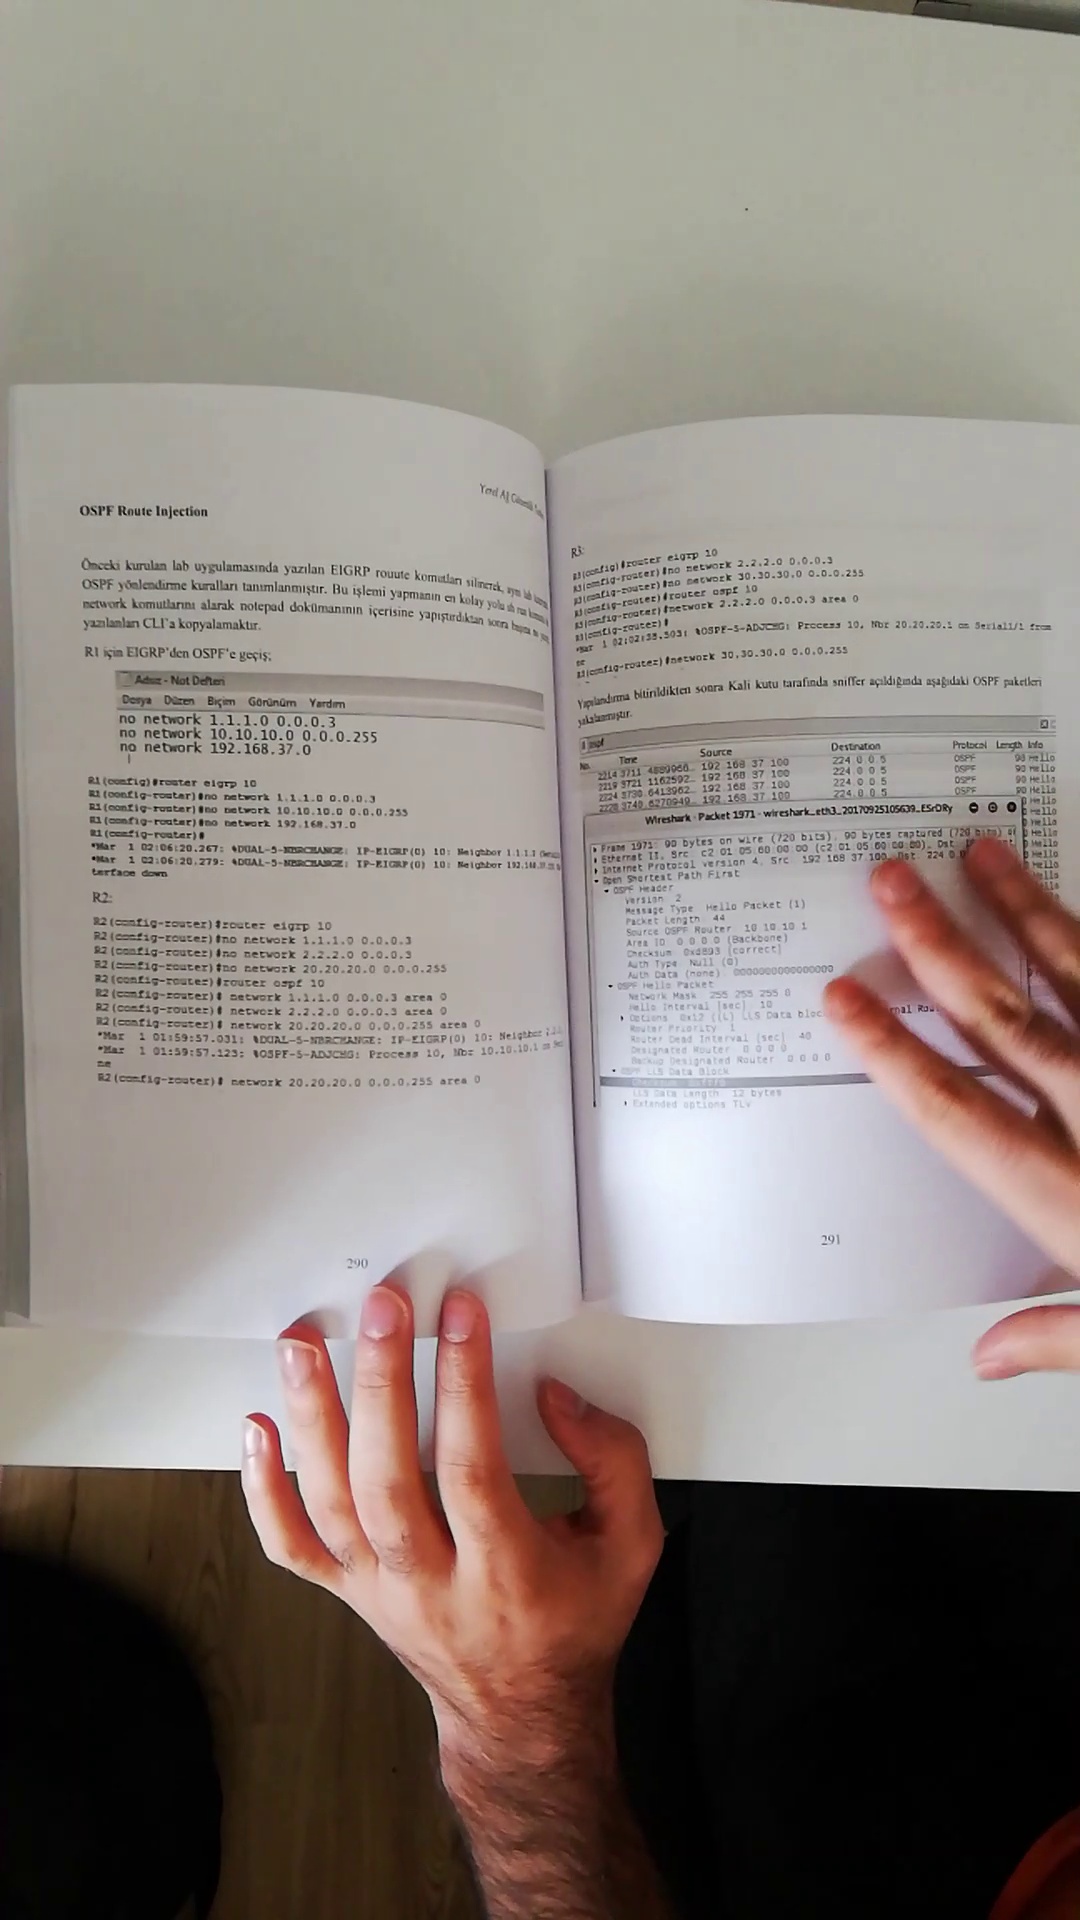 Yerel Ağ Güvenlik
OSPF Route Injection
Önceki kurulan lab uygulamasında yazılan EIGRP rouute komutları silinerek, aynı lab
OSPF yönlendirme kuralları tanımlanmıştır. Bu işlemi yapmanın en kolay yolu sh run
network komutlarını alarak notepad dokümanının içerisine yapıştırdıktan sonra başına no
yazılanları CLI'a kopyalamaktır.
R1 için EIGRP'den OSPF'e geçiş;
Adsız - Not Defteri
Dosya Düzen Biçim Görünüm Yardım
no network 1.1.1.0 0.0.0.3
no network 10.10.10.0 0.0.0.255
no network 192.168.37.0
R1(config)#router eigrp 10
R1(config-router)#no network 1.1.1.0 0.0.0.3
R1(config-router)#no network 10.10.10.0 0.0.0.255
R1(config-router)#no network 192.168.37.0
R1(config-router)#
*Mar 1 02:06:20.267: %DUAL-5-NBRCHANGE: IP-EIGRP(0) 10: Neighbor 1.1.1.2
*Mar 1 02:06:20.279: %DUAL-5-NBRCHANGE: IP-EIGRP(0) 10: Neighbor 192.168.37
terface down
R2:
R2(config-router)#router eigrp 10
R2(config-router)#no network 1.1.1.0 0.0.0.3
R2(config-router)#no network 2.2.2.0 0.0.0.3
R2(config-router)#no network 20.20.20.0 0.0.0.255
R2(config-router)#router ospf 10
R2(config-router)# network 1.1.1.0 0.0.0.3 area 0
R2(config-router)# network 2.2.2.0 0.0.0.3 area 0
R2(config-router)# network 20.20.20.0 0.0.0.255 area 0
*Mar 1 01:59:57.031: %DUAL-5-NBRCHANGE: IP-EIGRP(0) 10: Neighbor
*Mar 1 01:59:57.123: %OSPF-5-ADJCHG: Process 10, Nbr 10.10.10.1 on
ne
R2(config-router)# network 20.20.20.0 0.0.0.255 area 0
290
R3:
R3(config)#router eigrp 10
R3(config-router)#no network 2.2.2.0 0.0.0.3
R3(config-router)#no network 30.30.30.0 0.0.0.255
R3(config-router)#router ospf 10
R3(config-router)#network 2.2.2.0 0.0.0.3 area 0
R3(config-router)#
*Mar 1 02:02:38.503: %OSPF-5-ADJCHG: Process 10, Nbr 20.20.20.1 on Serial1/1 from
ne
R3(config-router)#network 30.30.30.0 0.0.0.255
Yapılandırma bitirildikten sonra Kali kutu tarafında sniffer açıldığında aşağıdaki OSPF paketleri
yakalanmıştır.
ospf
No. Time Source Destination Protocol Length Info
2214 3711 4889966.. 192 168 37 100 224 0 0 5 OSPF 90 Hello
2219 3721 1162592.. 192 168 37 100 224 0 0 5 OSPF 90 Hello
2224 3730 6413962.. 192 168 37 100 224 0 0 5 OSPF 90 Hello
2228 3740 6270949.. 192 168 37 100 224 0 0 5 OSPF 90 Hello
Wireshark · Packet 1971 · wireshark_eth3_20170925105639_ESrDRy
Frame 1971: 90 bytes on wire (720 bits), 90 bytes captured (720 bits)
Ethernet II, Src: c2 01 05 60 00 00 (c2 01 05 60 00 00), Dst
Internet Protocol Version 4, Src 192 168 37 100, Dst 224 0
Open Shortest Path First
OSPF Header
Version 2
Message Type Hello Packet (1)
Packet Length 44
Source OSPF Router 10 10 10 1
Area ID 0 0 0 0 (Backbone)
Checksum 0xd893 [correct]
Auth Type Null (0)
Auth Data (none) 0000000000000000
OSPF Hello Packet
Network Mask 255 255 255 0
Hello Interval [sec] 10
Options 0x12 ((L) LLS Data block
Router Priority 1
Router Dead Interval [sec] 40
Designated Router 0 0 0 0
Backup Designated Router 0 0 0 0
OSPF LLS Data Block
Checksum
LLS Data Length 12 bytes
Extended options TLV
291